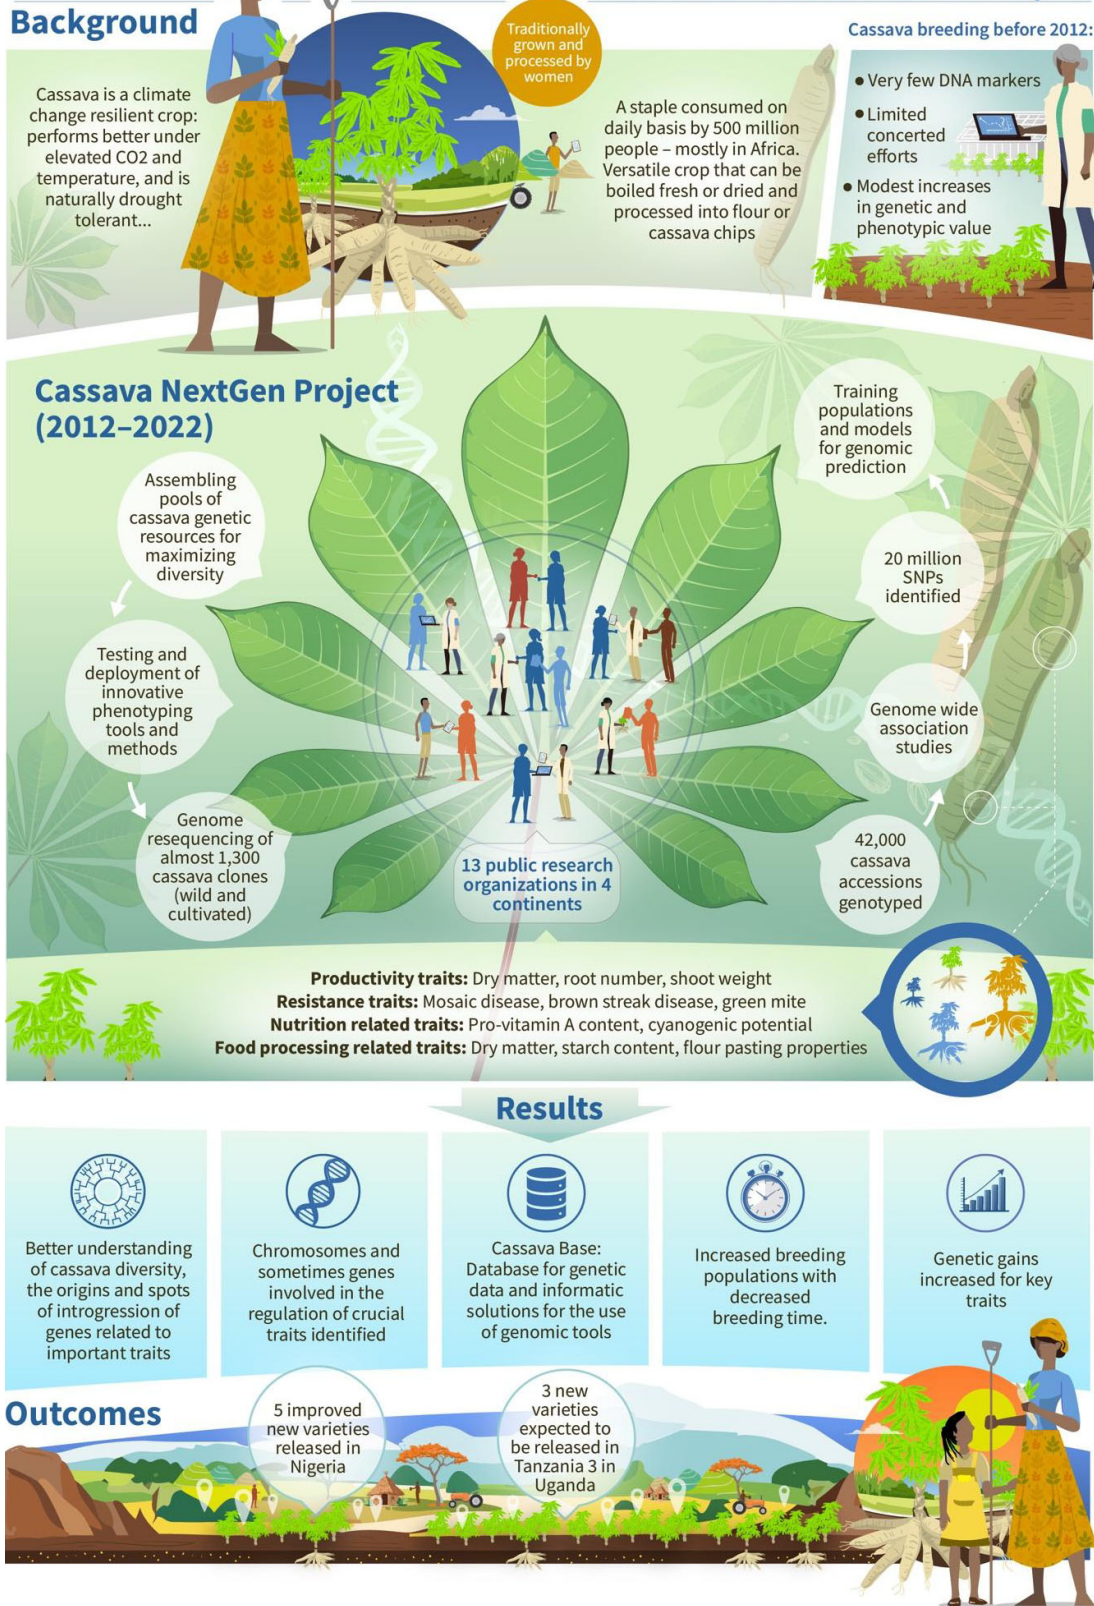 Background
Traditionally
grown and
processed by
women
Cassava is a climate
change resilient crop:
performs better under
elevated CO2 and
temperature, and is
naturally drought
tolerant...
A staple consumed on
daily basis by 500 million
people – mostly in Africa.
Versatile crop that can be
boiled fresh or dried and
processed into flour or
cassava chips
Cassava breeding before 2012:
• Very few DNA markers
• Limited
concerted
efforts
• Modest increases
in genetic and
phenotypic value
Cassava NextGen Project
(2012–2022)
Assembling
pools of
cassava genetic
resources for
maximizing
diversity
Testing and
deployment of
innovative
phenotyping
tools and
methods
Genome
resequencing of
almost 1,300
cassava clones
(wild and
cultivated)
13 public research
organizations in 4
continents
42,000
cassava
accessions
genotyped
Genome wide
association
studies
20 million
SNPs
identified
Training
populations
and models
for genomic
prediction
Productivity traits: Dry matter, root number, shoot weight
Resistance traits: Mosaic disease, brown streak disease, green mite
Nutrition related traits: Pro-vitamin A content, cyanogenic potential
Food processing related traits: Dry matter, starch content, flour pasting properties
Results
Better understanding
of cassava diversity,
the origins and spots
of introgression of
genes related to
important traits
Chromosomes and
sometimes genes
involved in the
regulation of crucial
traits identified
Cassava Base:
Database for genetic
data and informatic
solutions for the use
of genomic tools
Increased breeding
populations with
decreased
breeding time.
Genetic gains
increased for key
traits
Outcomes
5 improved
new varieties
released in
Nigeria
3 new
varieties
expected to
be released in
Tanzania 3 in
Uganda